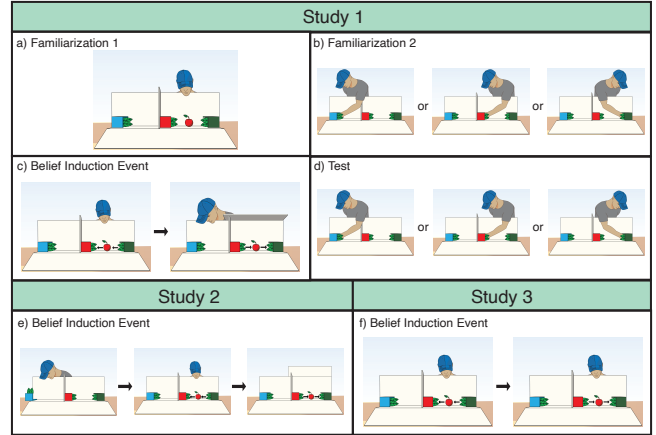 Study 1
a) Familiarization 1
b) Familiarization 2
or
or
c) Belief Induction Event
d) Test
or
or
Study 2
Study 3
e) Belief Induction Event
f) Belief Induction Event